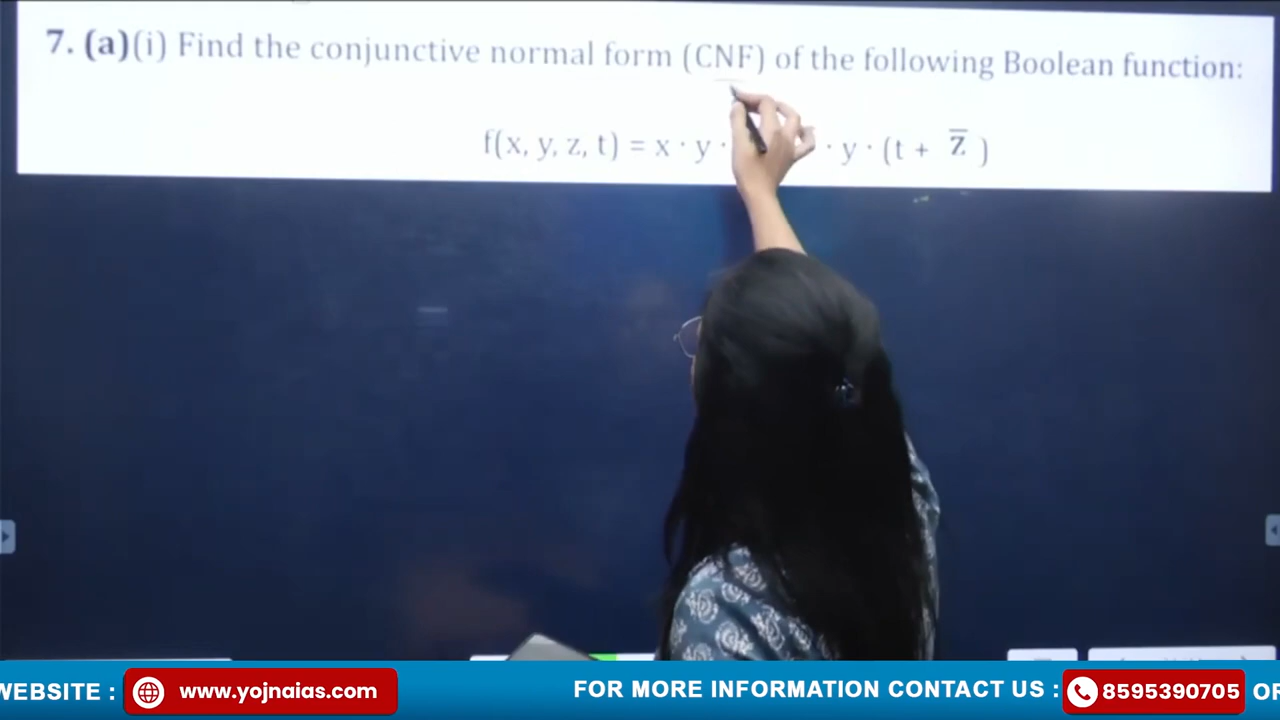 7. (a)(i) Find the conjunctive normal form (CNF) of the following Boolean function:
f(x, y, z, t) = x · y · · y · (t + z̅ )
WEBSITE : www.yojnaias.com FOR MORE INFORMATION CONTACT US : 8595390705 OR